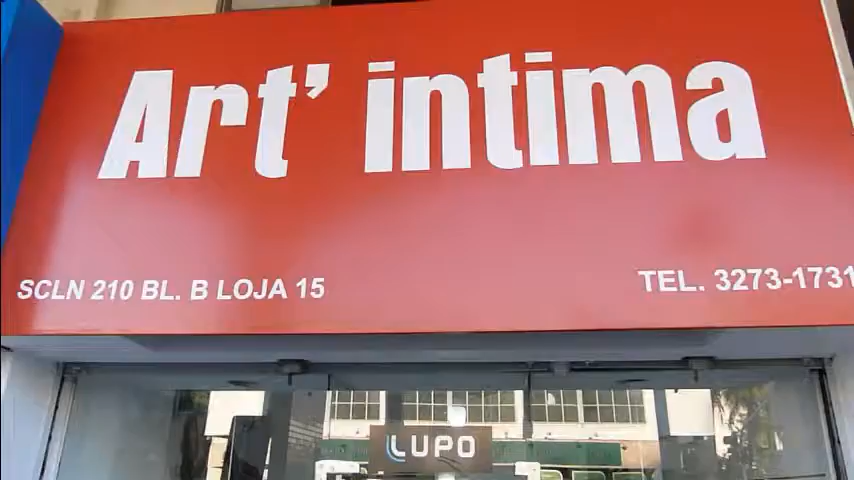 Art' intima
SCLN 210 BL. B LOJA 15
TEL. 3273-1731
LUPO